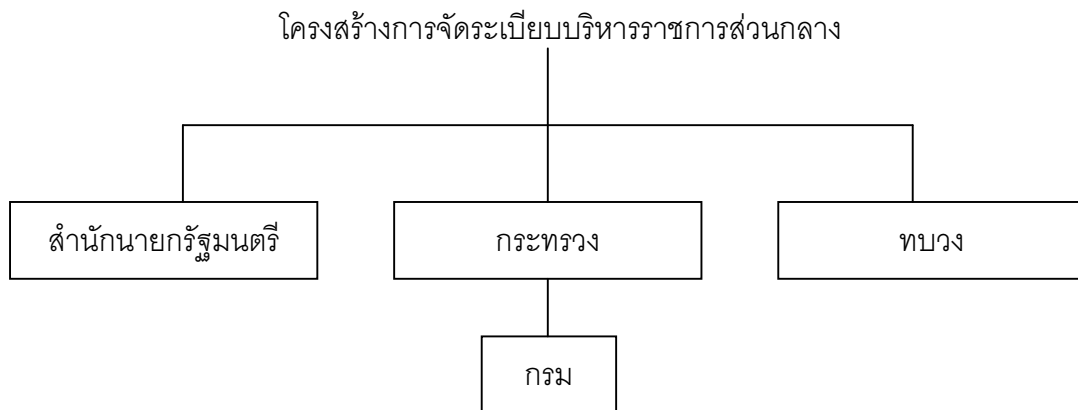 โครงสร้างการจัดระเบียบบริหารราชการส่วนกลาง
สำนักนายกรัฐมนตรี
กระทรวง
ทบวง
กรม